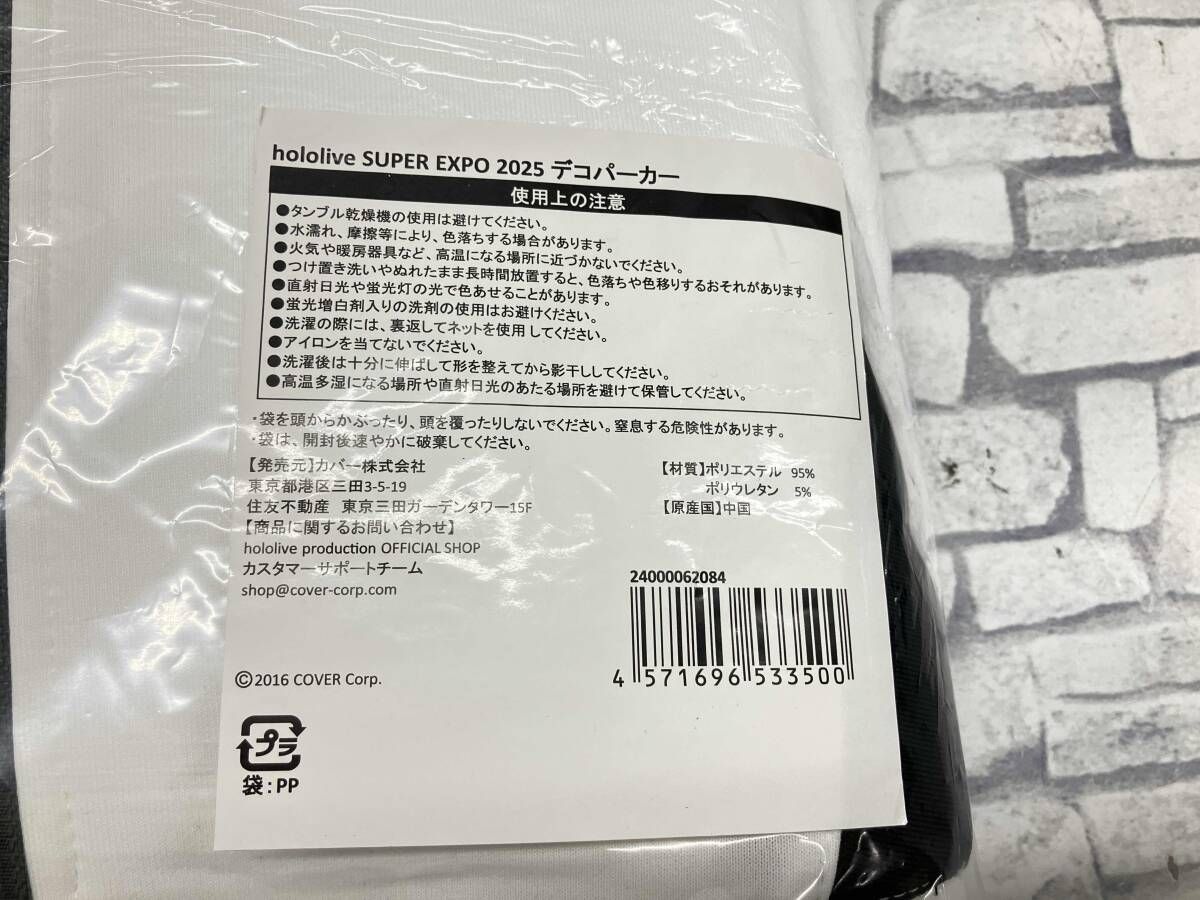 hololive SUPER EXPO 2025 デコパーカー
使用上の注意
●タンブル乾燥機の使用は避けてください。
●水濡れ、摩擦等により、色落ちする場合があります。
●火気や暖房器具など、高温になる場所に近づかないでください。
●つけ置き洗いやぬれたまま長時間放置すると、色落ちや色移りするおそれがあります。
●直射日光や蛍光灯の光で色あせることがあります。
●蛍光増白剤入りの洗剤の使用はお避けください。
●洗濯の際には、裏返してネットを使用してください。
●アイロンを当てないでください。
●洗濯後は十分に伸ばして形を整えてから影干ししてください。
●高温多湿になる場所や直射日光のあたる場所を避けて保管してください。
・袋を頭からかぶったり、頭を覆ったりしないでください。窒息する危険性があります。
・袋は、開封後速やかに破棄してください。
【発売元】カバー株式会社
東京都港区三田3-5-19
住友不動産 東京三田ガーデンタワー15F
【商品に関するお問い合わせ】
hololive production OFFICIAL SHOP
カスタマーサポートチーム
shop@cover-corp.com
【材質】ポリエステル 95%
ポリウレタン 5%
【原産国】中国
24000062084
4 571696 533500
©2016 COVER Corp.
プラ
袋:PP